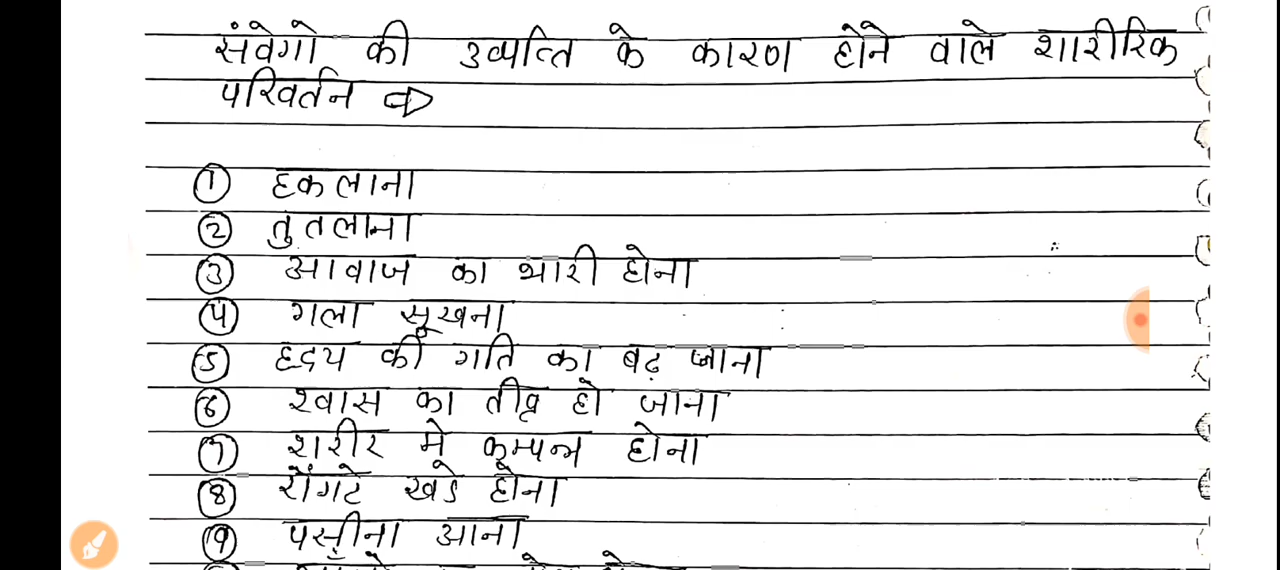 संवेगो की उव्पत्ति के कारण होने वाले शारीरिक
परिवर्तन ⇨
① हकलाना
② तुतलाना
③ आवाज का भारी होना
④ गला सूखना
⑤ हृदय की गति का बढ़ जाना
⑥ श्वास का तीव्र हो जाना
⑦ शरीर मे कम्पन्न होना
⑧ रोंगटे खडे होना
⑨ पसीना आना